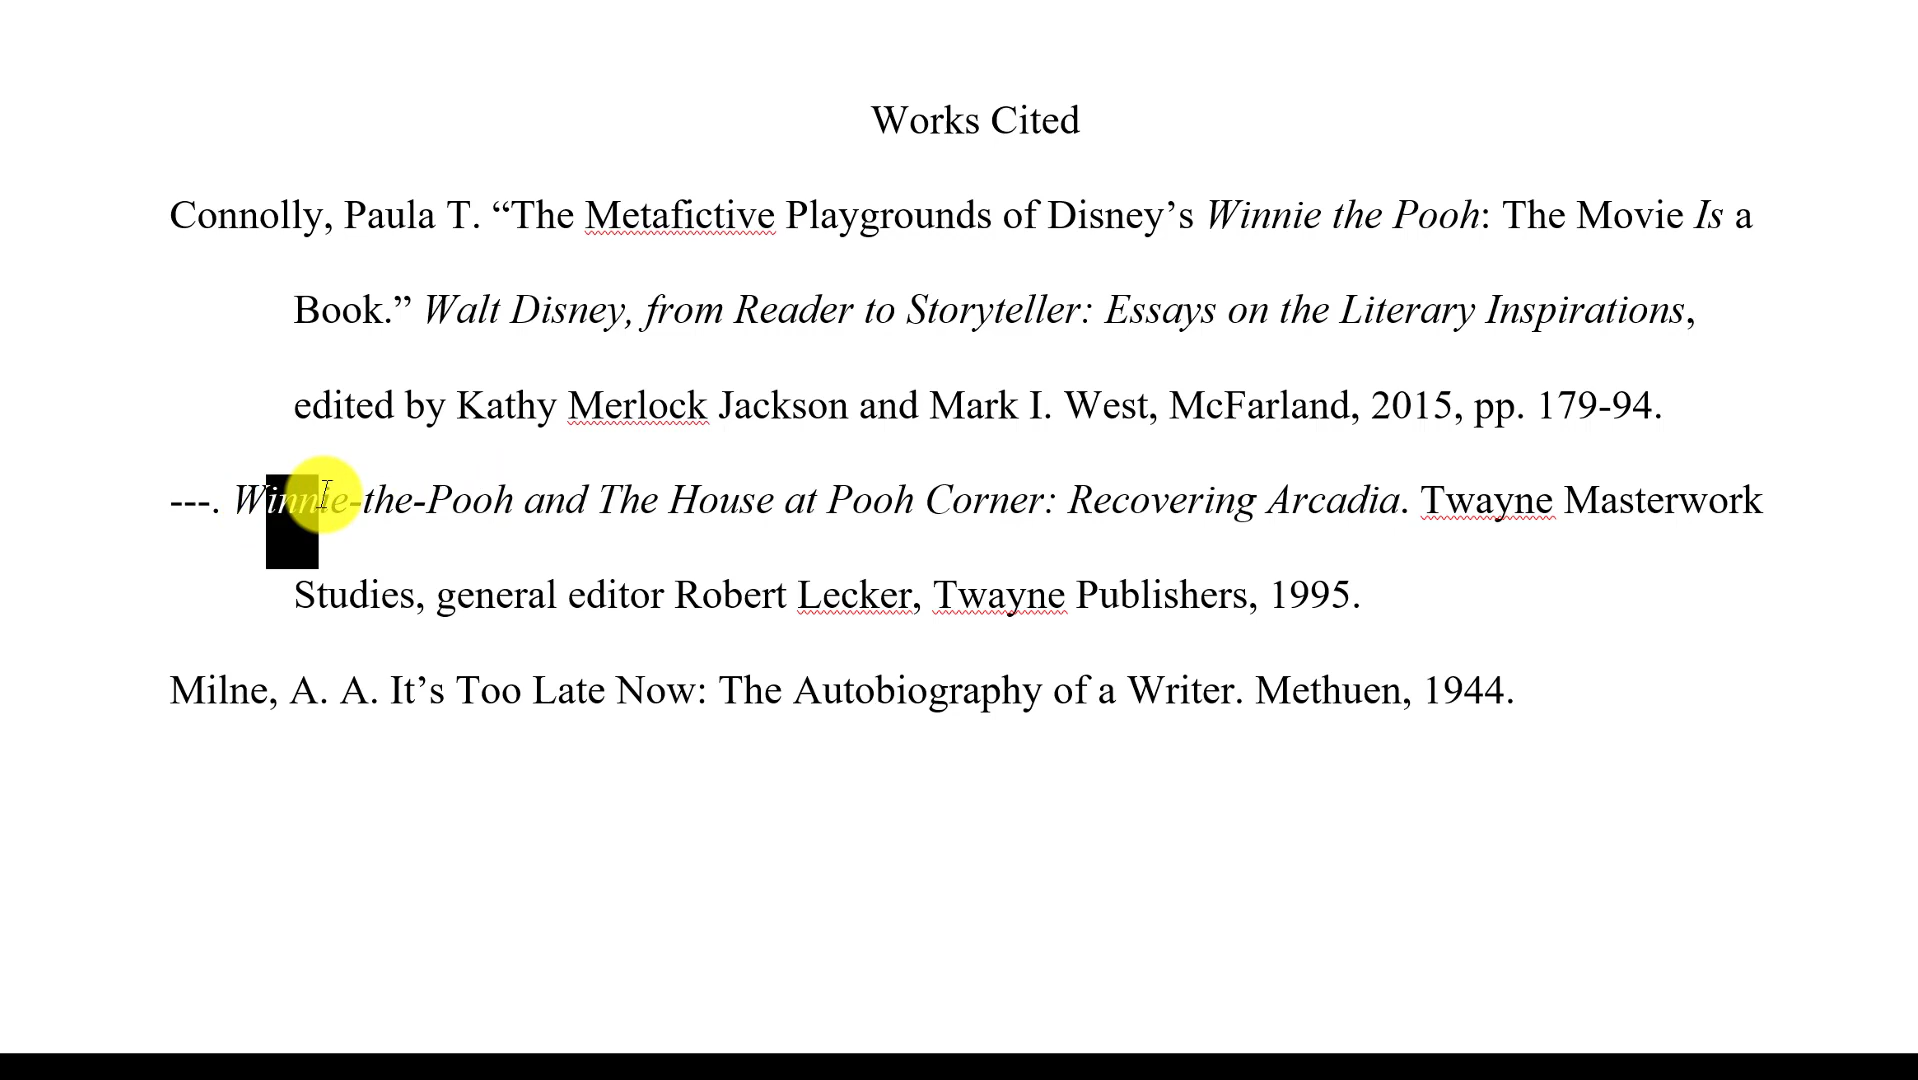 Works Cited
Connolly, Paula T. “The Metafictive Playgrounds of Disney’s Winnie the Pooh: The Movie Is a
Book.” Walt Disney, from Reader to Storyteller: Essays on the Literary Inspirations,
edited by Kathy Merlock Jackson and Mark I. West, McFarland, 2015, pp. 179-94.
---. Winnie-the-Pooh and The House at Pooh Corner: Recovering Arcadia. Twayne Masterwork
Studies, general editor Robert Lecker, Twayne Publishers, 1995.
Milne, A. A. It’s Too Late Now: The Autobiography of a Writer. Methuen, 1944.